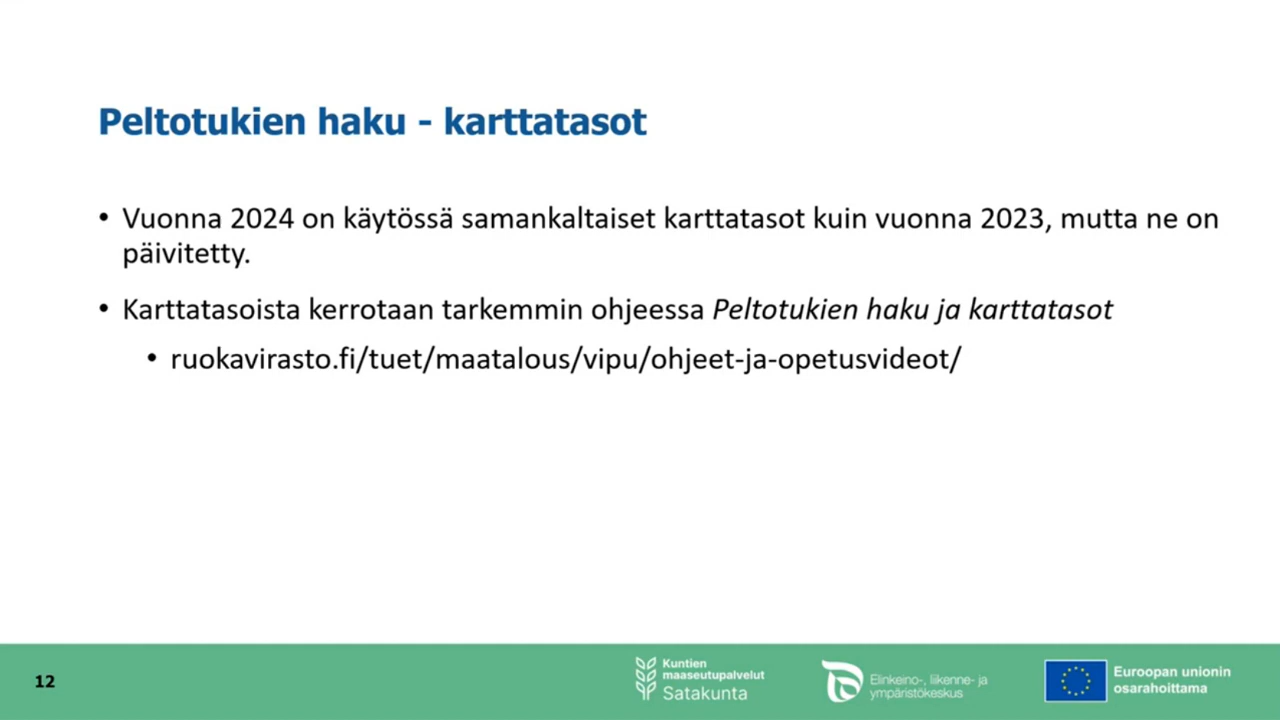 Peltotukien haku - karttatasot
• Vuonna 2024 on käytössä samankaltaiset karttatasot kuin vuonna 2023, mutta ne on
päivitetty.
• Karttatasoista kerrotaan tarkemmin ohjeessa Peltotukien haku ja karttatasot
• ruokavirasto.fi/tuet/maatalous/vipu/ohjeet-ja-opetusvideot/
12
Kuntien
maaseutupalvelut
Satakunta
Elinkeino-, liikenne- ja
ympäristökeskus
Euroopan unionin
osarahoittama